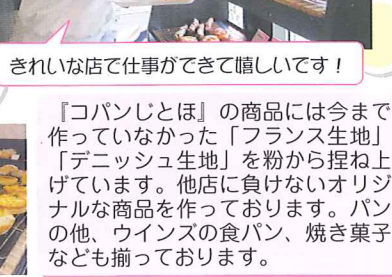 きれいな店で仕事ができて嬉しいです！
『コパンじとほ』の商品には今まで
作っていなかった「フランス生地」
「デニッシュ生地」を粉から捏ね上
げています。他店に負けないオリジ
ナルな商品を作っております。パン
の他、ウインズの食パン、焼き菓子
なども揃っております。